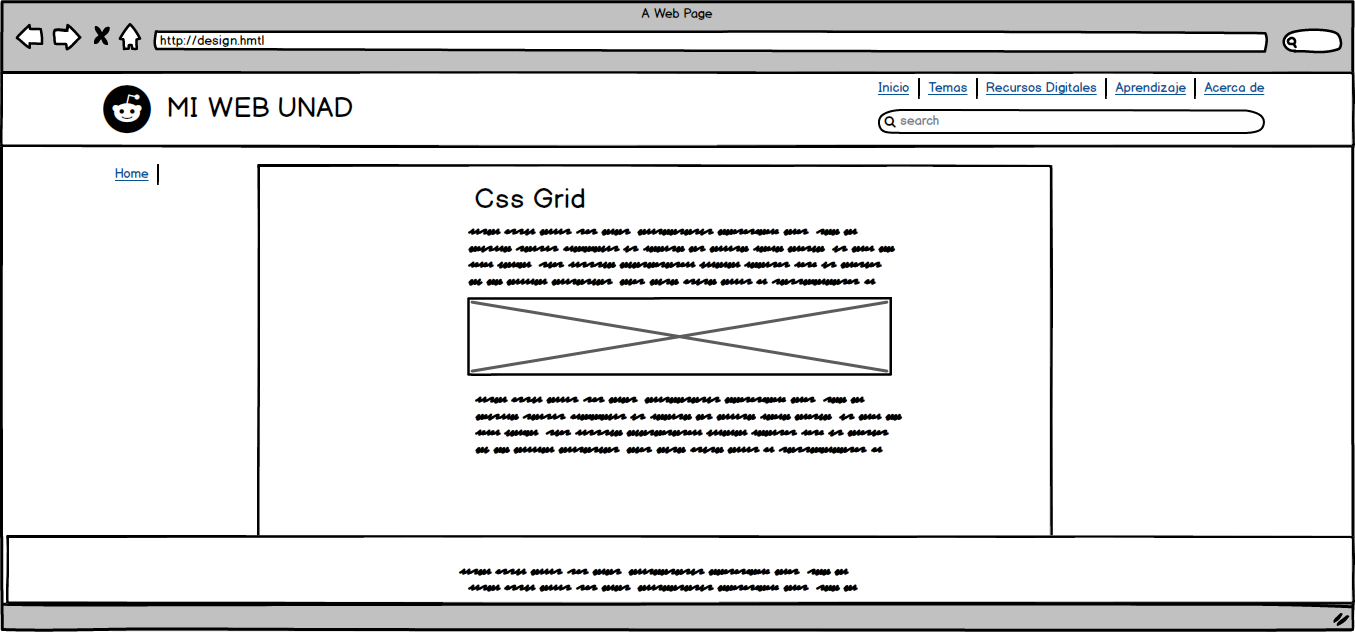 A Web Page
http://design.hmtl
MI WEB UNAD
Inicio Temas Recursos Digitales Aprendizaje Acerca de
search
Home
Css Grid